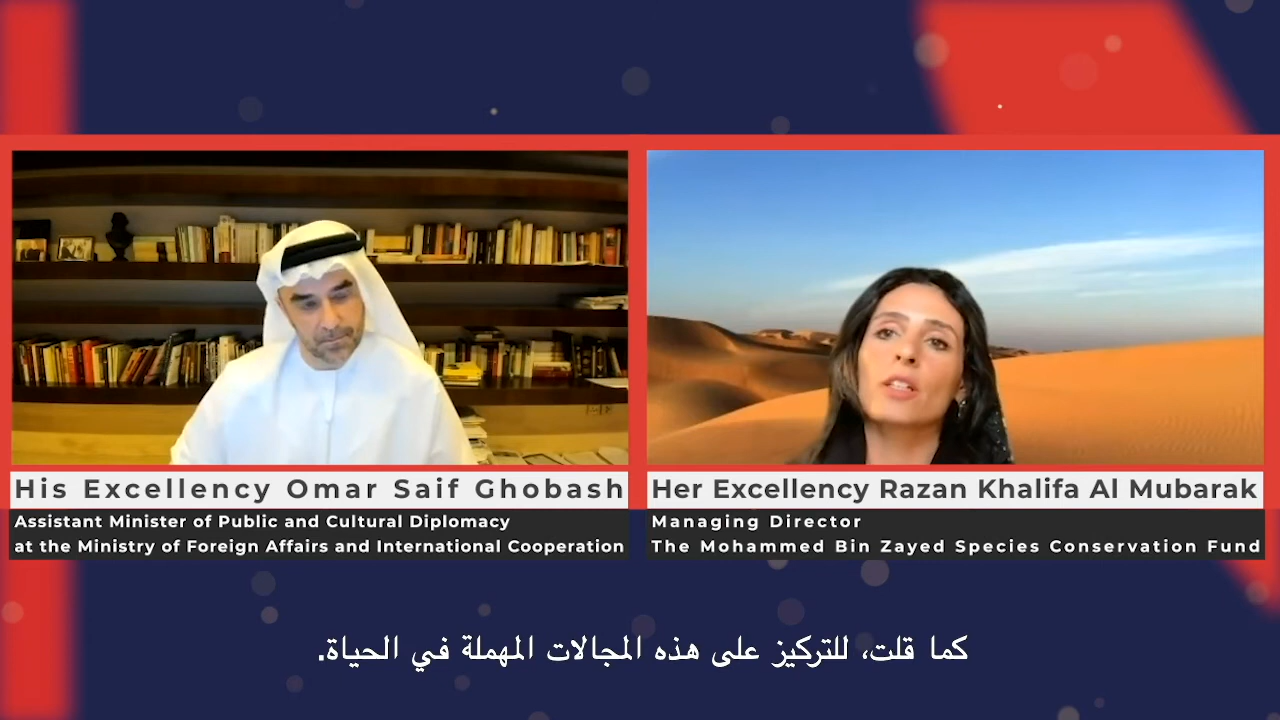 His Excellency Omar Saif Ghobash
Assistant Minister of Public and Cultural Diplomacy
at the Ministry of Foreign Affairs and International Cooperation
Her Excellency Razan Khalifa Al Mubarak
Managing Director
The Mohammed Bin Zayed Species Conservation Fund
كما قلت، للتركيز على هذه المجالات المهملة في الحياة.